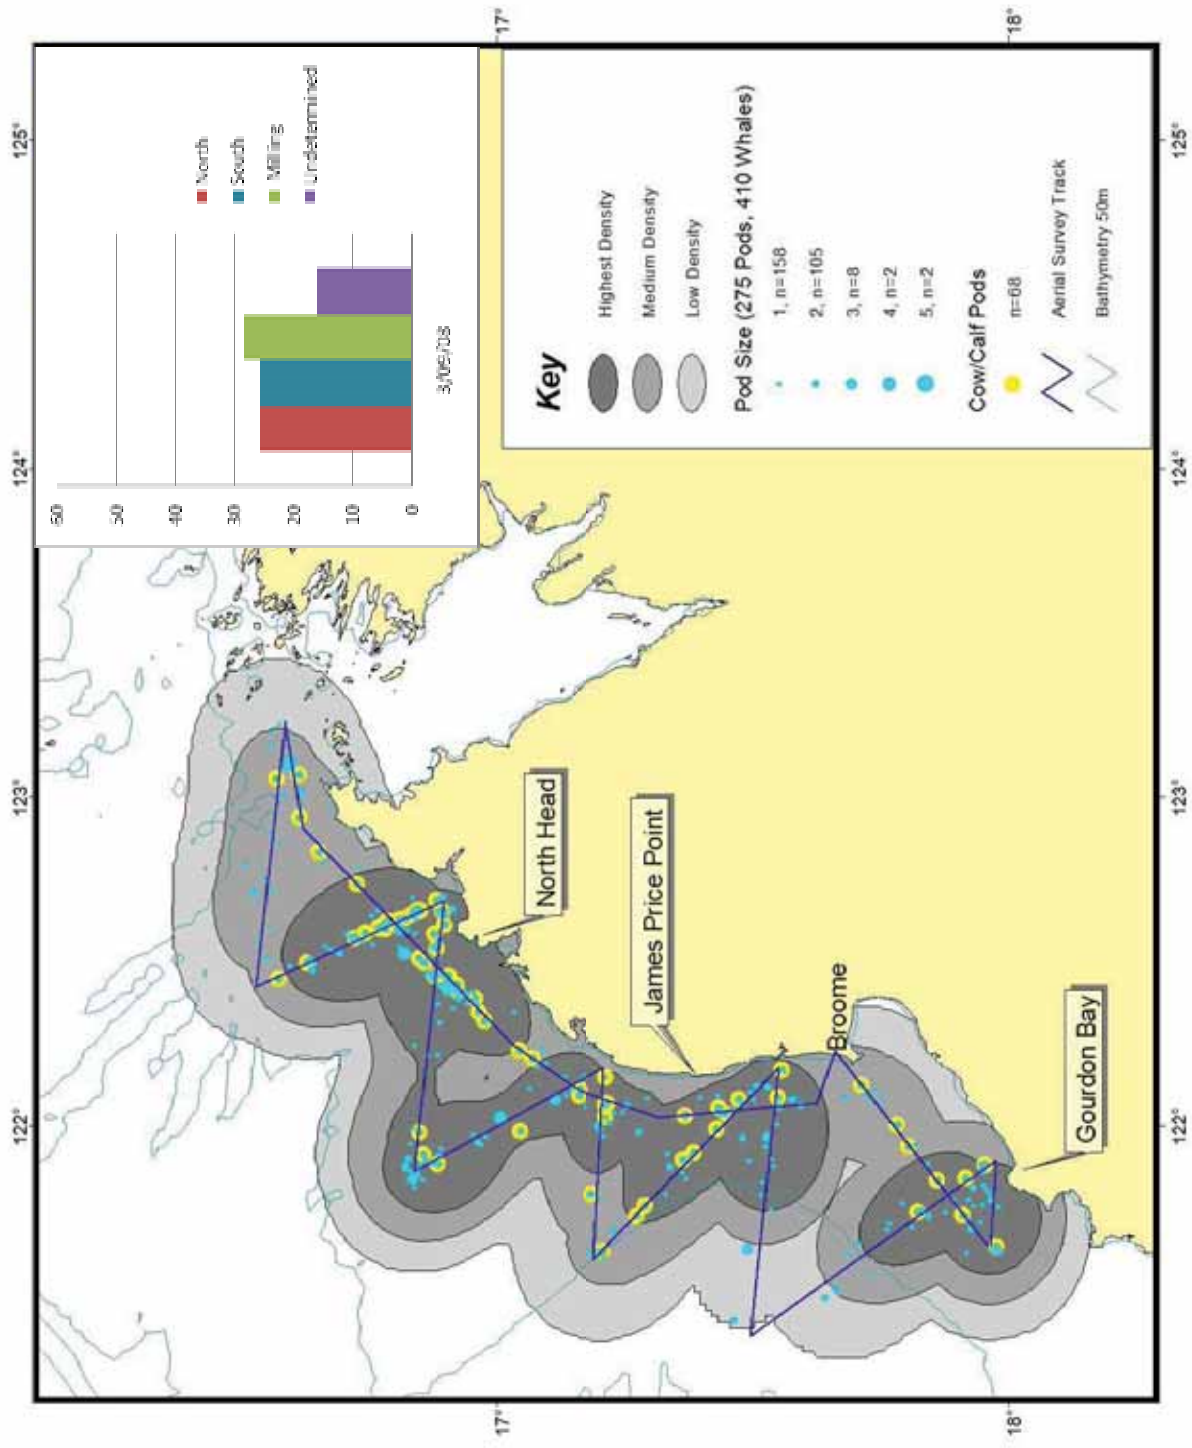 17°
18°
125°
124°
123°
122°
60
50
40
30
20
10
0
3/09/08
North
South
Milling
Undetermined
Key
Highest Density
Medium Density
Low Density
Pod Size (275 Pods, 410 Whales)
1, n=158
2, n=105
3, n=8
4, n=2
5, n=2
Cow/Calf Pods
n=68
Aerial Survey Track
Bathymetry 50m
North Head
James Price Point
Broome
Gourdon Bay
125°
124°
123°
122°
17°
18°